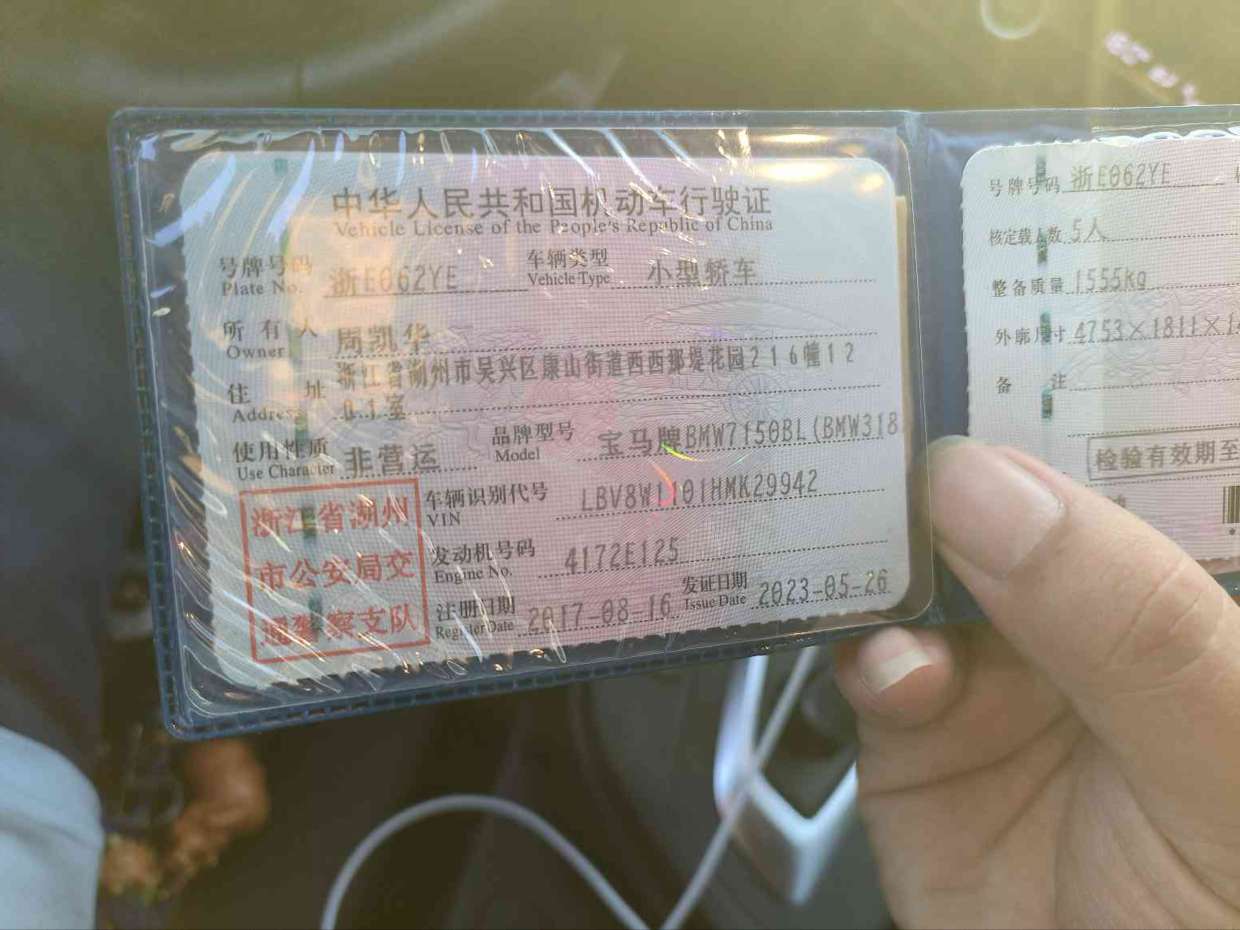 中华人民共和国机动车行驶证
Vehicle License of the People's Republic of China
号牌号码 浙E062YE 车辆类型 小型轿车
Plate No. Vehicle Type
所有人 周凯华
Owner
住址 浙江省湖州市吴兴区康山街道西西那堤花园216幢12
Address 01室
使用性质 非营运 品牌型号 宝马牌BMW7150BL(BMW318
Use Character Model
浙江省湖州
市公安局交
通警察支队
车辆识别代号 LBV8W1101HMK29942
VIN
发动机号码 4172E125
Engine No.
注册日期 2017-08-16 发证日期 2023-05-26
Register Date Issue Date
号牌号码 浙E062YE
核定载人数 5人
整备质量 1555kg
外廓尺寸 4753×1811×1
备注
检验有效期至